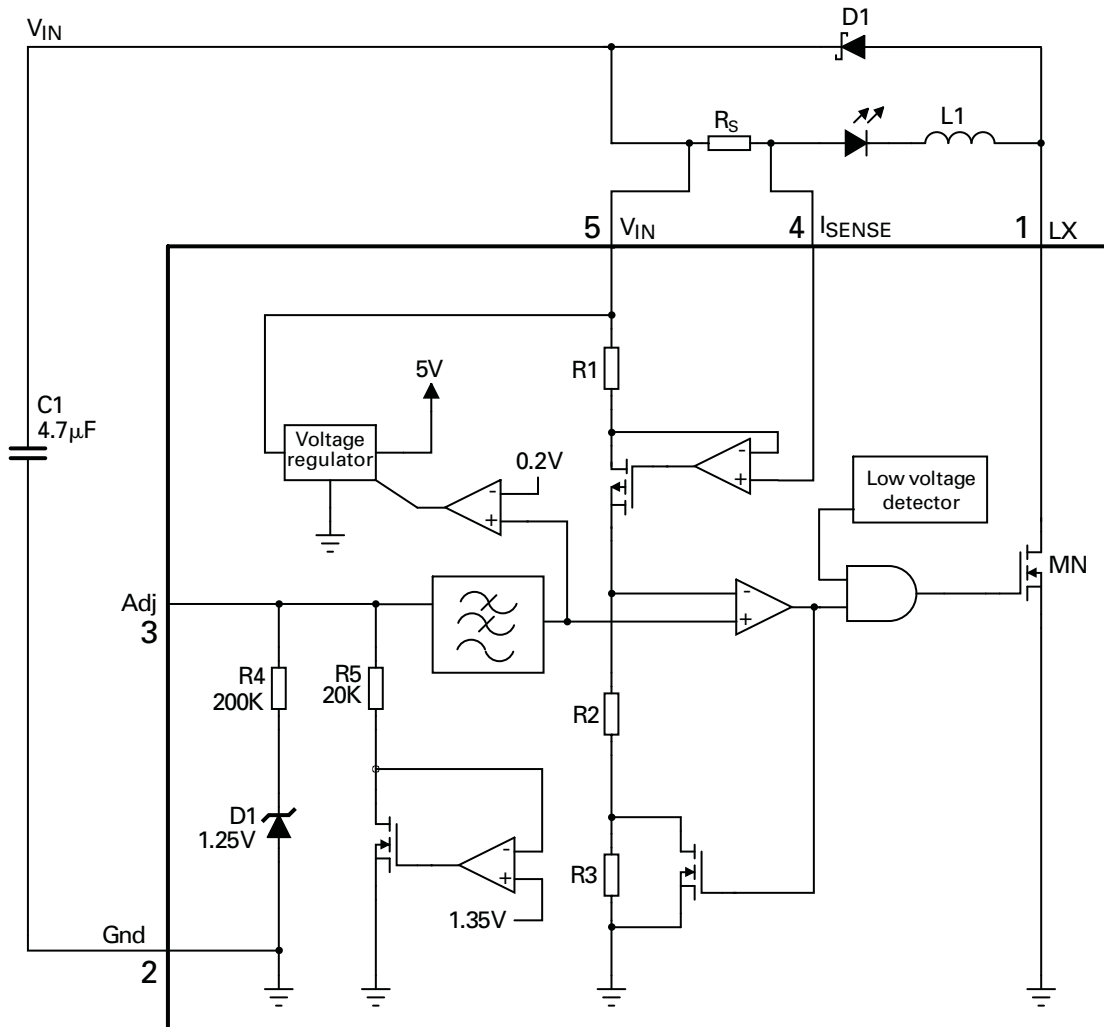 VIN
D1
RS
L1
5
VIN
4
ISENSE
1
LX
R1
5V
C1
4.7μF
Voltage
regulator
0.2V
-
+
-
+
Low voltage
detector
MN
Adj
3
-
+
R4
200K
R5
20K
R2
D1
1.25V
-
+
R3
1.35V
Gnd
2